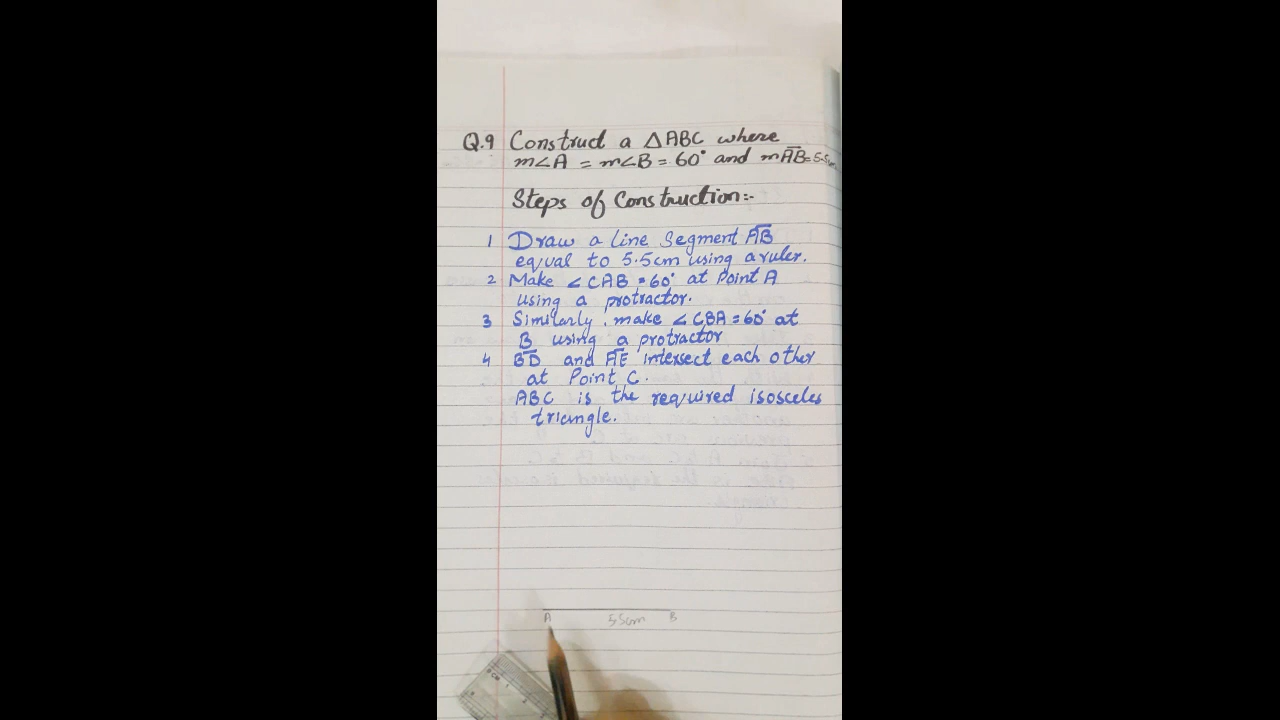 Q.9 Construct a △ABC where
m∠A = m∠B = 60° and mAB = 5.5cm
Steps of Construction:-
1 Draw a line Segment AB
equal to 5.5cm using a ruler.
2 Make ∠CAB = 60° at Point A
using a protractor.
3 Similarly, make ∠CBA = 60° at
B using a protractor
4 BD and AE intersect each other
at Point C.
ABC is the required isosceles
triangle.
A 5.5cm B
CM 1